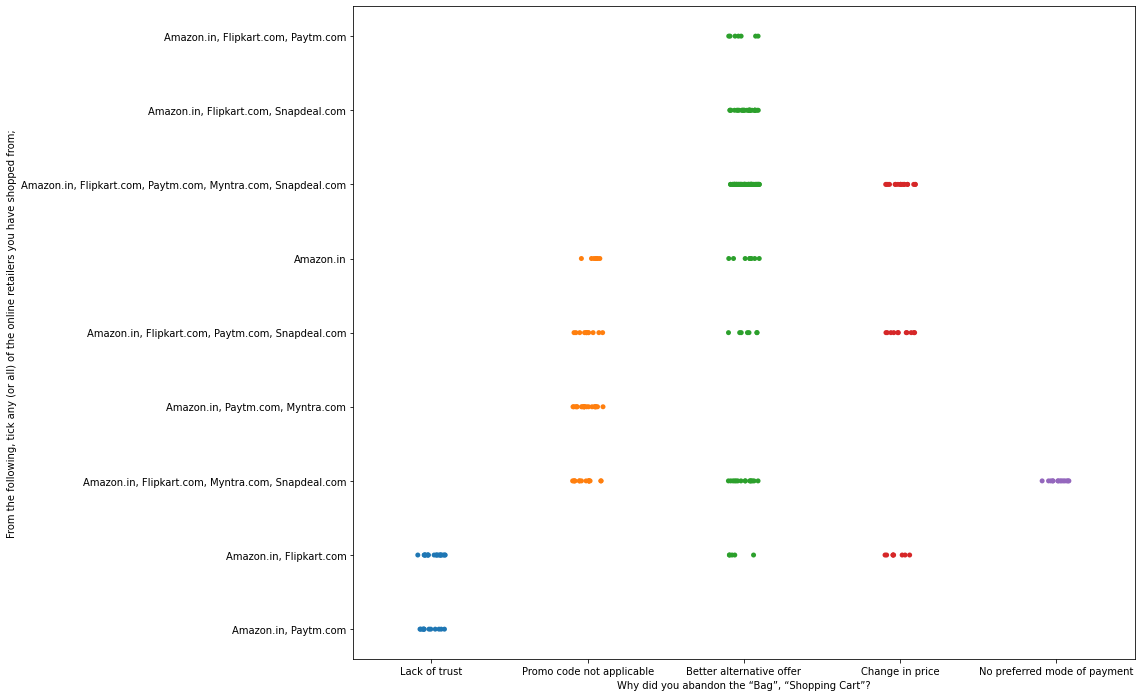 From the following, tick any (or all) of the online retailers you have shopped from;
Amazon.in, Flipkart.com, Paytm.com
Amazon.in, Flipkart.com, Snapdeal.com
Amazon.in, Flipkart.com, Paytm.com, Myntra.com, Snapdeal.com
Amazon.in
Amazon.in, Flipkart.com, Paytm.com, Snapdeal.com
Amazon.in, Paytm.com, Myntra.com
Amazon.in, Flipkart.com, Myntra.com, Snapdeal.com
Amazon.in, Flipkart.com
Amazon.in, Paytm.com
Lack of trust
Promo code not applicable
Better alternative offer
Change in price
No preferred mode of payment
Why did you abandon the “Bag”, “Shopping Cart”?